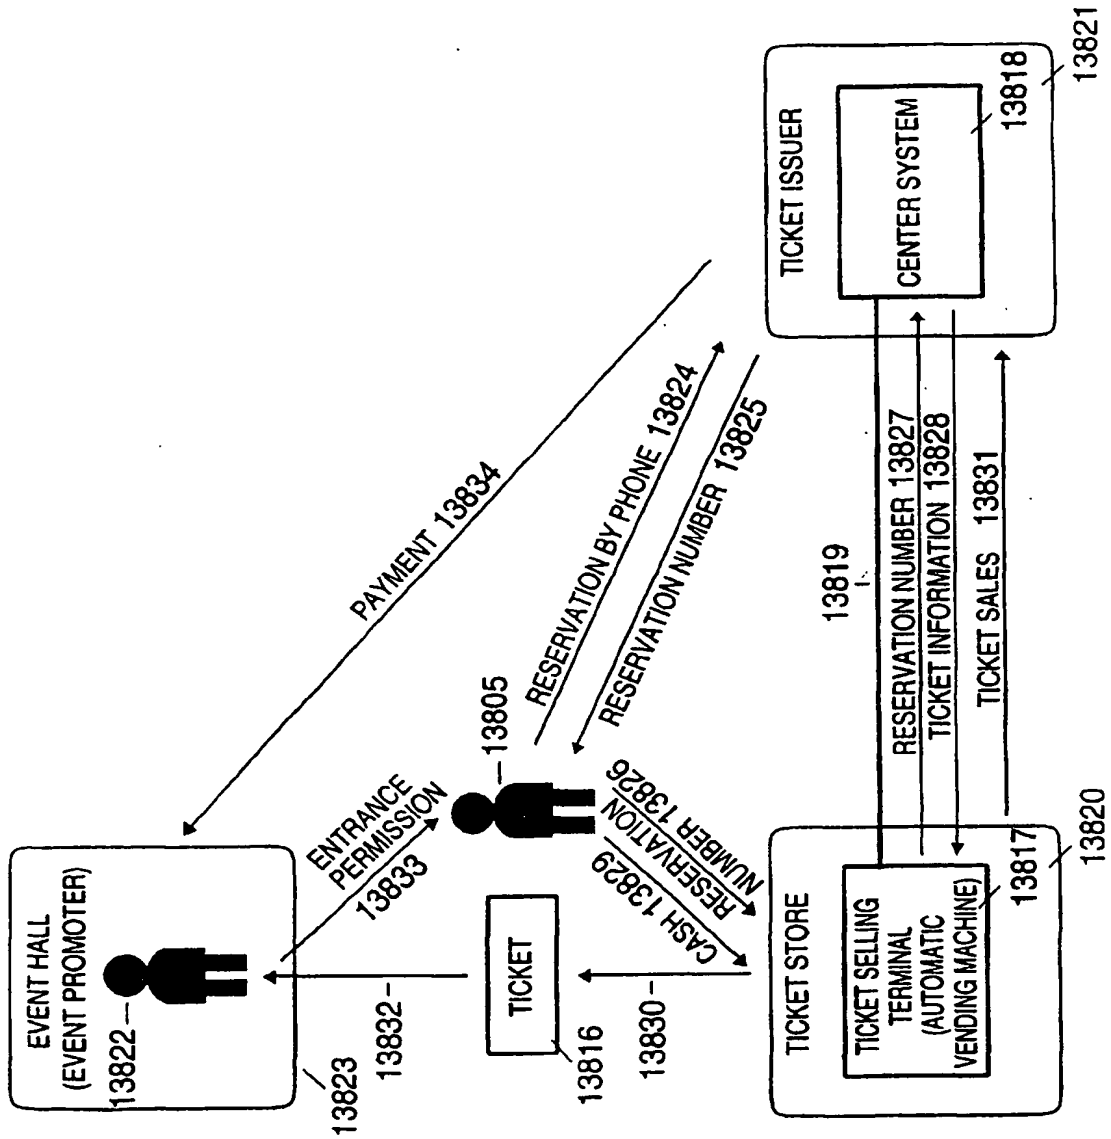 EVENT HALL
(EVENT PROMOTER)
13822
13823
13832
TICKET
13816
13830
ENTRANCE
PERMISSION
13833
13805
PAYMENT 13834
RESERVATION BY PHONE 13824
RESERVATION NUMBER 13825
RESERVATION
NUMBER 13826
CASH 13829
TICKET STORE
TICKET SELLING
TERMINAL
(AUTOMATIC
VENDING MACHINE)
13817
13820
13819
RESERVATION NUMBER 13827
TICKET INFORMATION 13828
TICKET SALES 13831
TICKET ISSUER
CENTER SYSTEM
13818
13821